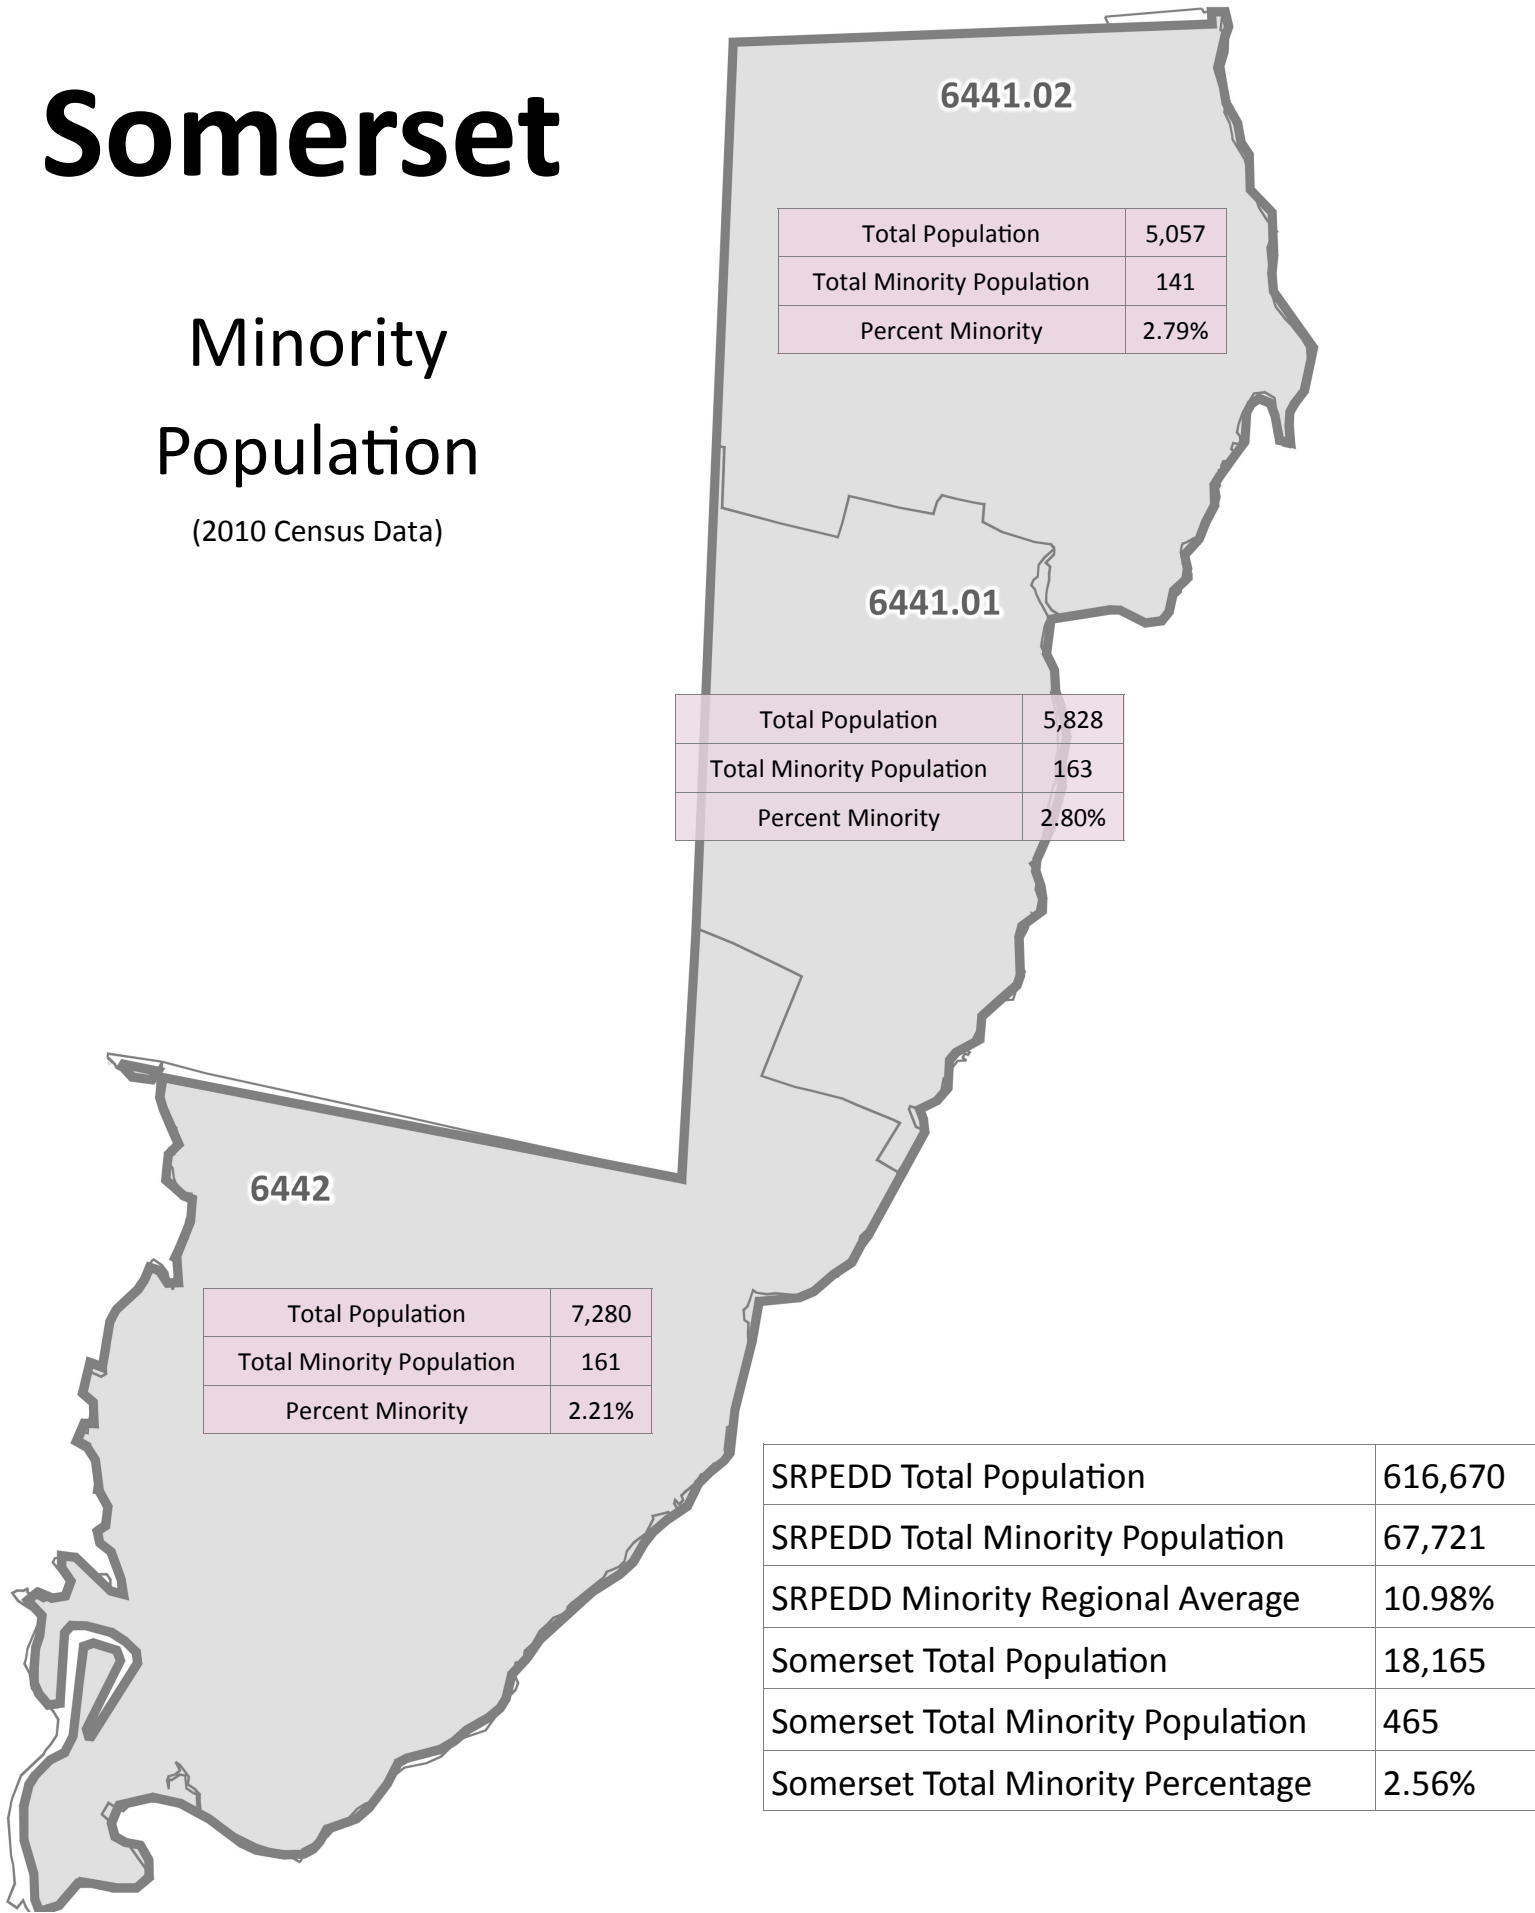 Somerset
Minority
Population
(2010 Census Data)
6441.02
Total Population 5,057
Total Minority Population 141
Percent Minority 2.79%
6441.01
Total Population 5,828
Total Minority Population 163
Percent Minority 2.80%
6442
Total Population 7,280
Total Minority Population 161
Percent Minority 2.21%
SRPEDD Total Population 616,670
SRPEDD Total Minority Population 67,721
SRPEDD Minority Regional Average 10.98%
Somerset Total Population 18,165
Somerset Total Minority Population 465
Somerset Total Minority Percentage 2.56%